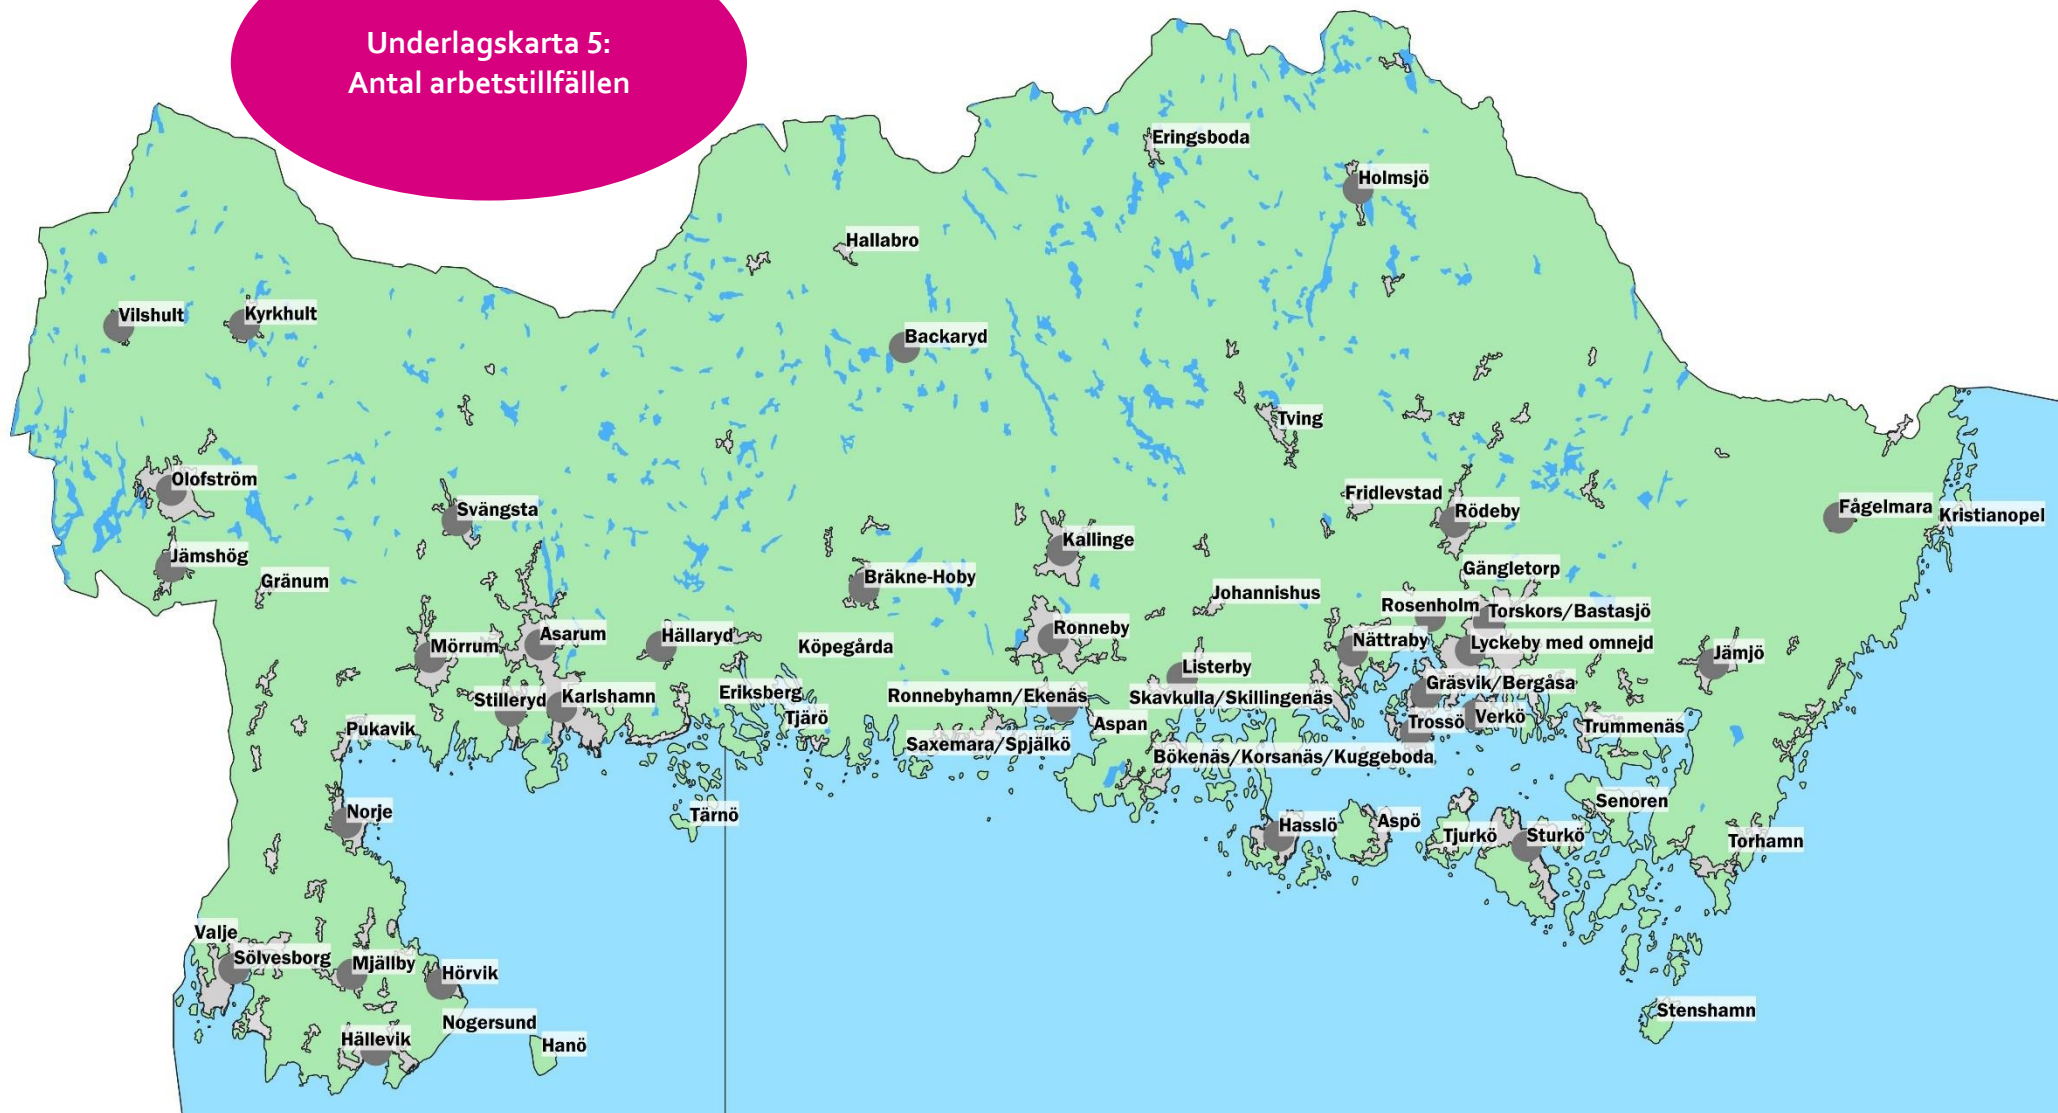 Underlagskarta 5:
Antal arbetstillfällen
Eringsboda
Holmsjö
Hallabro
Vilshult
Kyrkhult
Backaryd
Tving
Olofström
Svängsta
Fridlevstad
Rödeby
Fågelmara
Kristianopel
Kallinge
Jämshög
Gränum
Bräkne-Hoby
Gängletorp
Johannishus
Rosenholm
Torskors/Bastasjö
Mörrum
Asarum
Hällaryd
Köpegårda
Ronneby
Nättraby
Lyckeby med omnejd
Jämjö
Listerby
Stilleryd
Karlshamn
Eriksberg
Ronnebyhamn/Ekenäs
Skavkulla/Skillingenäs
Gräsvik/Bergåsa
Pukavik
Tjärö
Aspan
Trossö
Verkö
Trummenäs
Saxemara/Spjälkö
Bökenäs/Korsanäs/Kuggeboda
Norje
Tärnö
Hasslö
Aspö
Tjurkö
Sturkö
Senoren
Torhamn
Valje
Sölvesborg
Mjällby
Hörvik
Nogersund
Hällevik
Hanö
Stenshamn